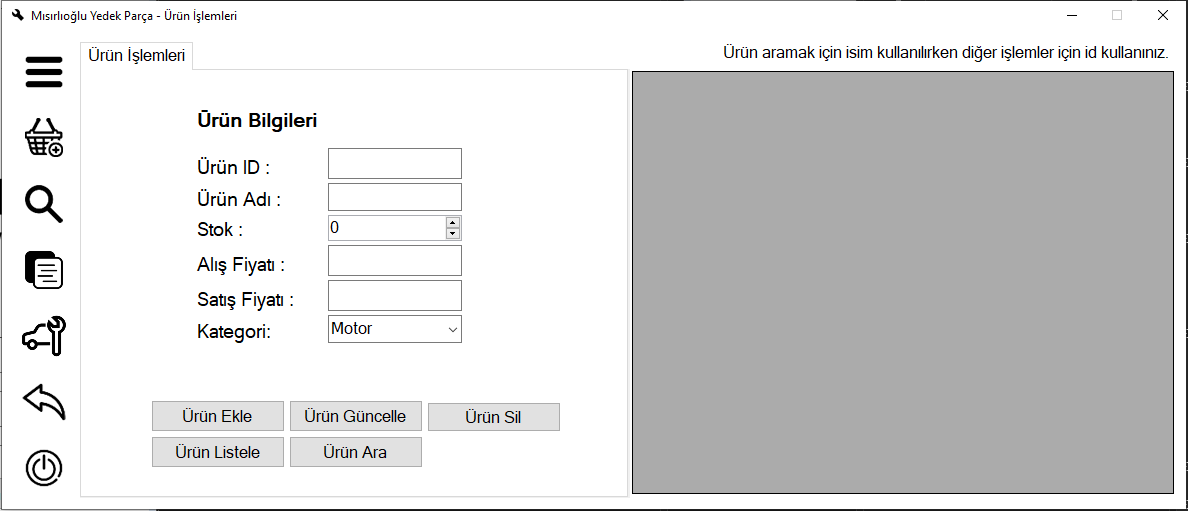 Mısırlıoğlu Yedek Parça - Ürün İşlemleri
Ürün İşlemleri
Ürün aramak için isim kullanılırken diğer işlemler için id kullanınız.
Ürün Bilgileri
Ürün ID :
Ürün Adı :
Stok :
0
Alış Fiyatı :
Satış Fiyatı :
Kategori:
Motor
Ürün Ekle
Ürün Güncelle
Ürün Sil
Ürün Listele
Ürün Ara